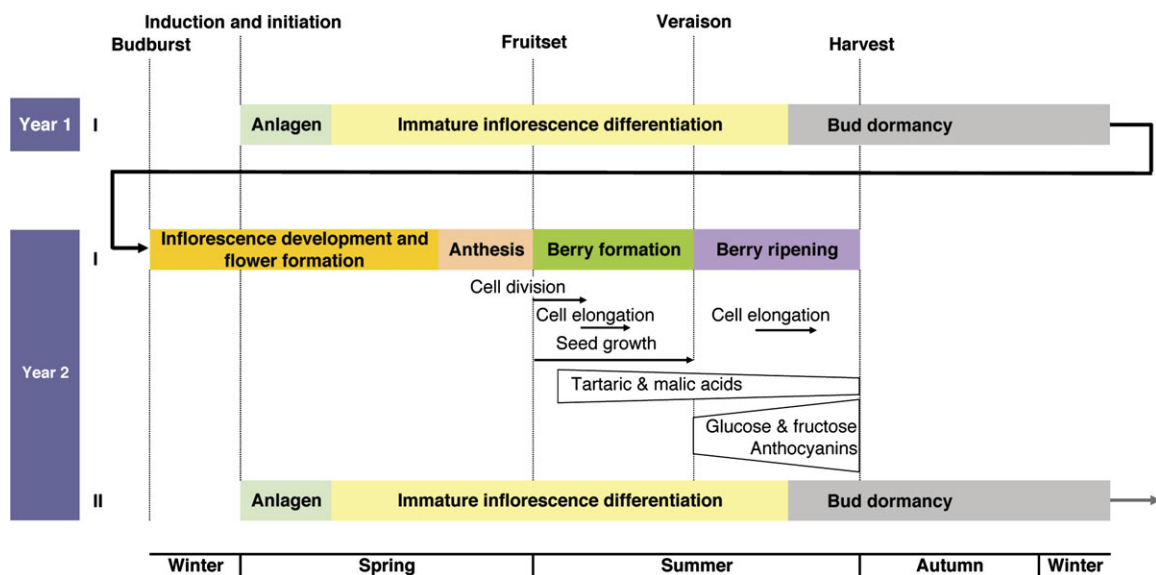 Induction and initiation
Veraison
Budburst
Fruitset
Harvest
Year 1
I
Anlagen
Immature inflorescence differentiation
Bud dormancy
Inflorescence development and
flower formation
I
Anthesis
Berry formation
Berry ripening
Cell division
Cell elongation
Cell elongation
Seed growth
Year 2
Tartaric & malic acids
Glucose & fructose
Anthocyanins
II
Anlagen
Immature inflorescence differentiation
Bud dormancy
Winter
Spring
Summer
Autumn
Winter